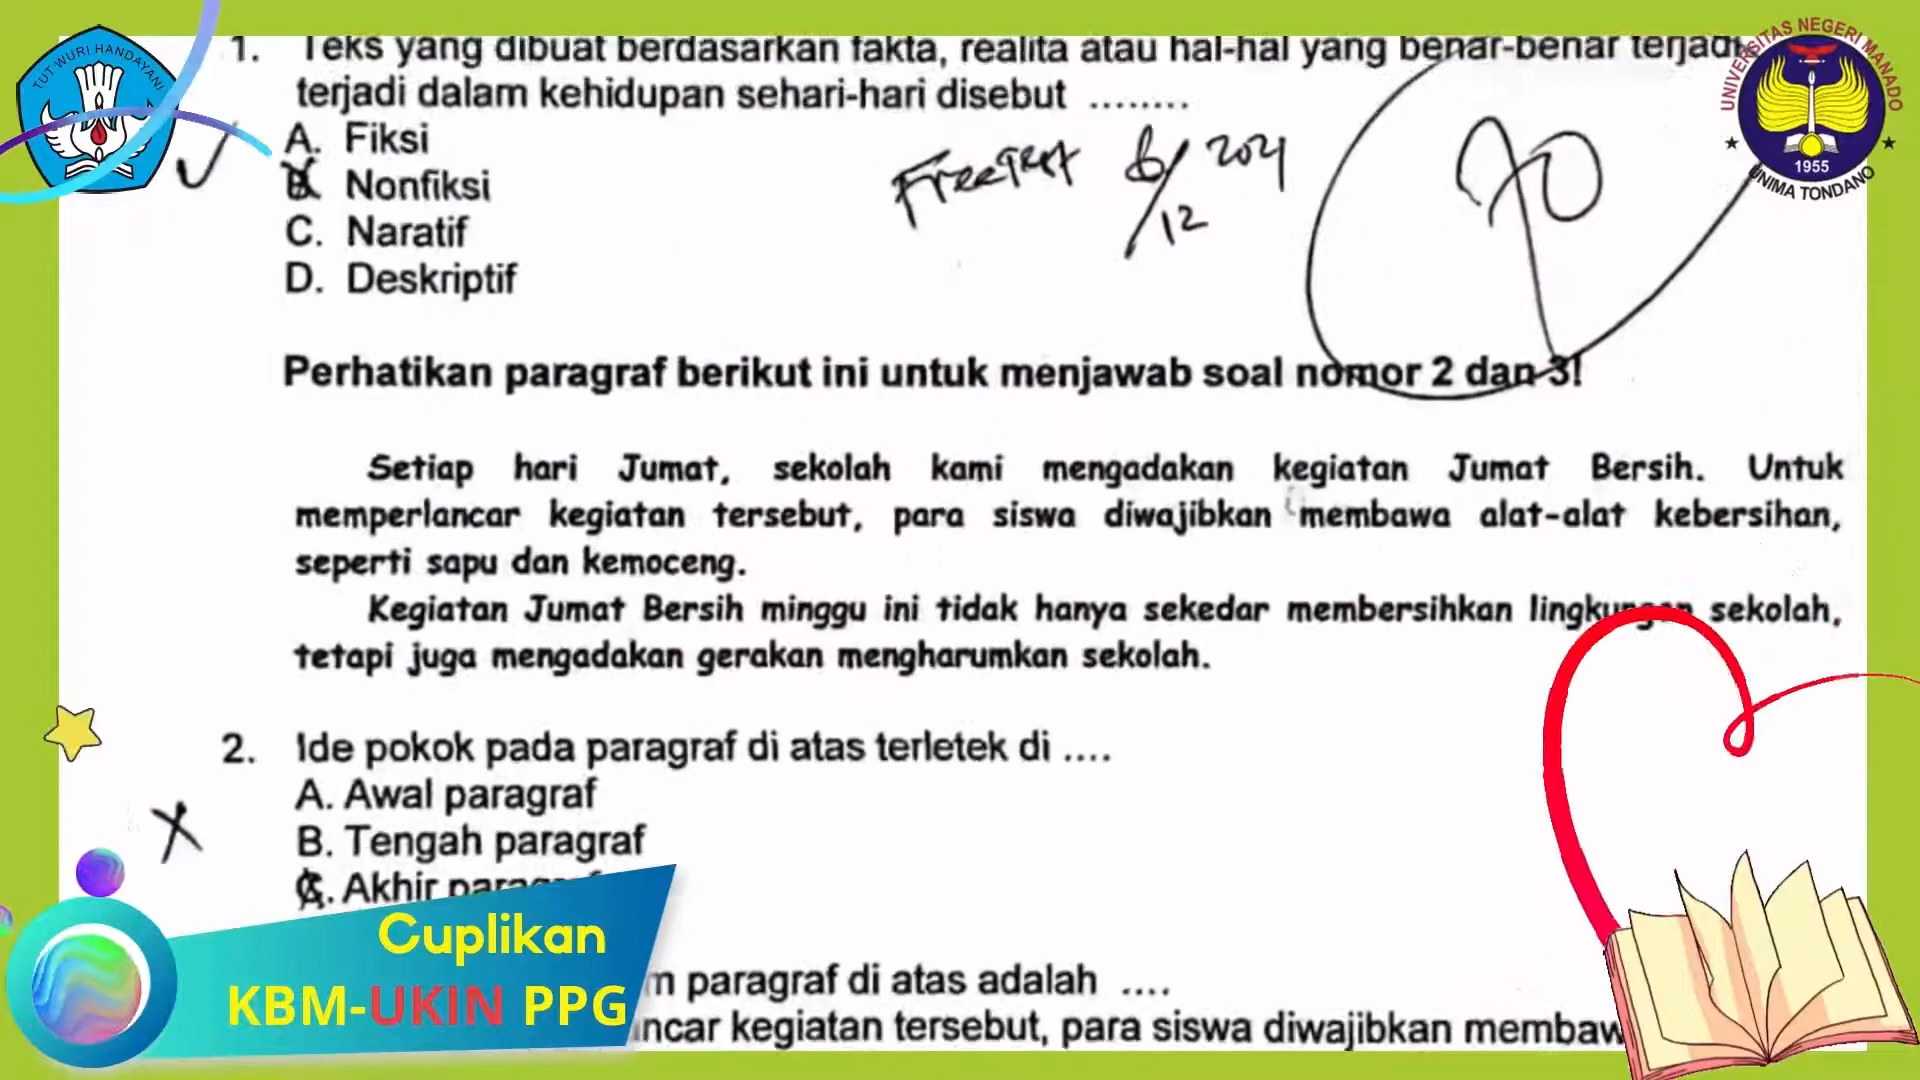 TUT WURI HANDAYANI
UNIVERSITAS NEGERI MANADO
1955
UNIMA TONDANO
1. Teks yang dibuat berdasarkan fakta, realita atau hal-hal yang benar-benar terjadi
terjadi dalam kehidupan sehari-hari disebut ........
A. Fiksi
B. Nonfiksi
C. Naratif
D. Deskriptif
6/12 2021
90
Perhatikan paragraf berikut ini untuk menjawab soal nomor 2 dan 3!
Setiap hari Jumat, sekolah kami mengadakan kegiatan Jumat Bersih. Untuk
memperlancar kegiatan tersebut, para siswa diwajibkan membawa alat-alat kebersihan,
seperti sapu dan kemoceng.
Kegiatan Jumat Bersih minggu ini tidak hanya sekedar membersihkan lingkungan sekolah,
tetapi juga mengadakan gerakan mengharumkan sekolah.
2. Ide pokok pada paragraf di atas terletek di ....
A. Awal paragraf
B. Tengah paragraf
C. Akhir paragraf
m paragraf di atas adalah ....
ncar kegiatan tersebut, para siswa diwajibkan membaw
Cuplikan
KBM-UKIN PPG